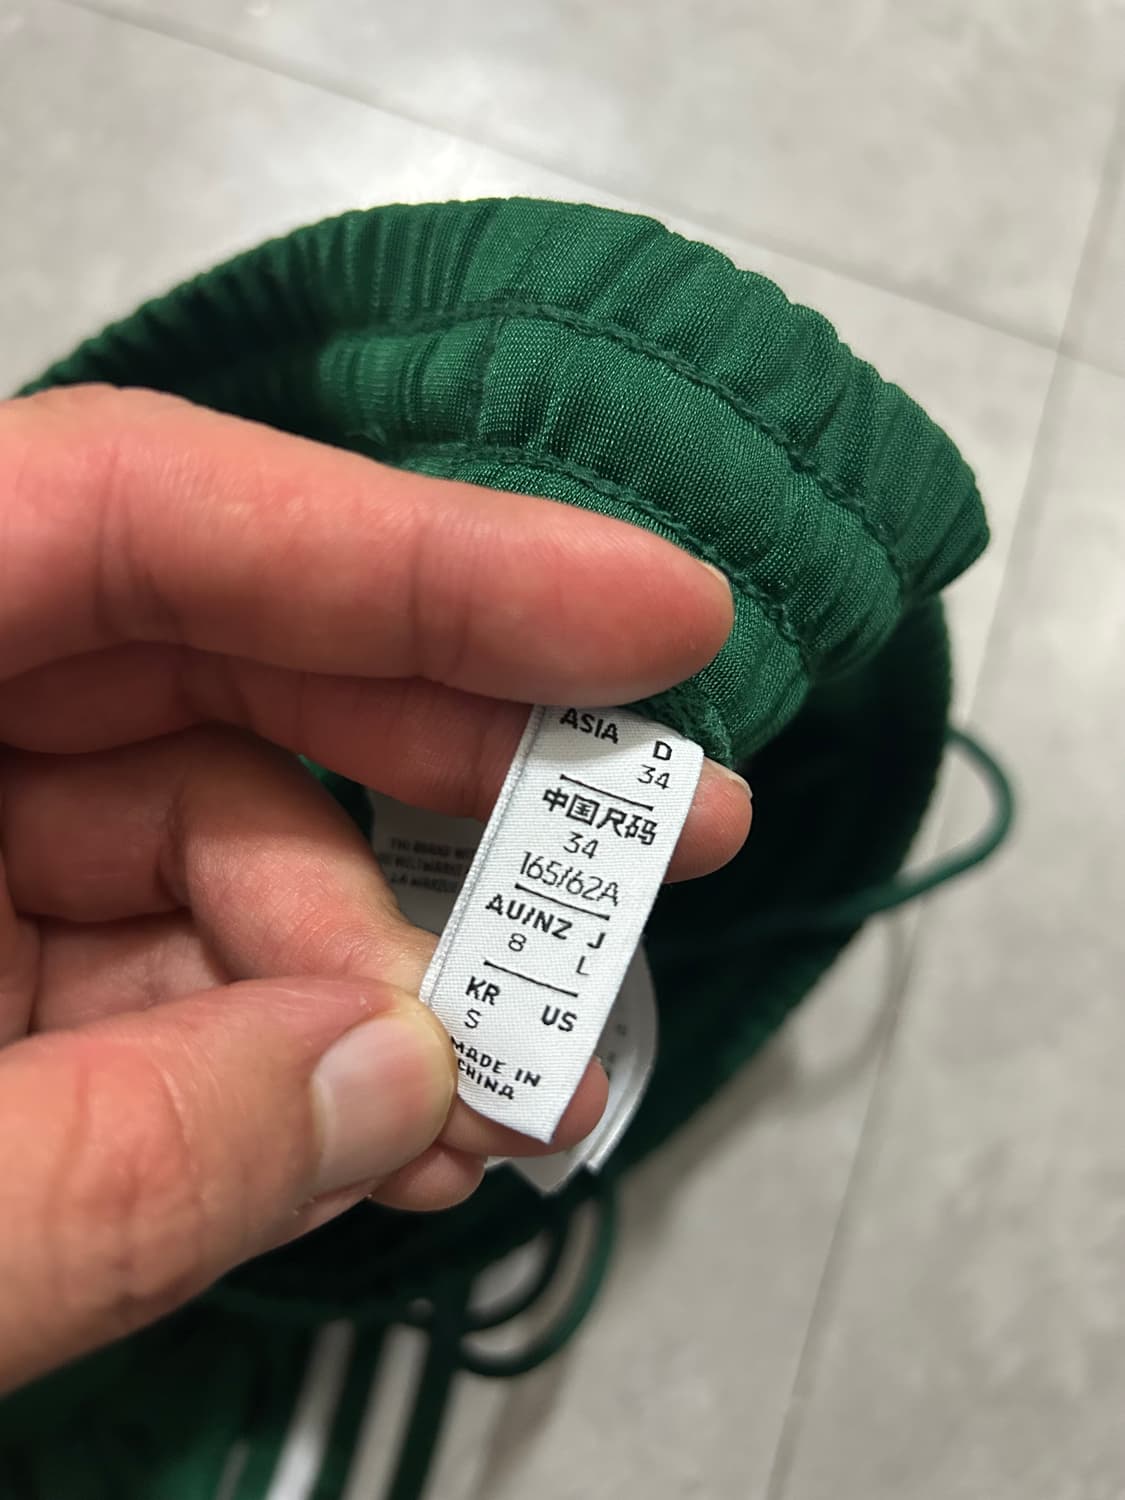 ASIA D
34
中国尺码
34
165/62A
AU/NZ J
8 L
KR US
S
MADE IN
CHINA